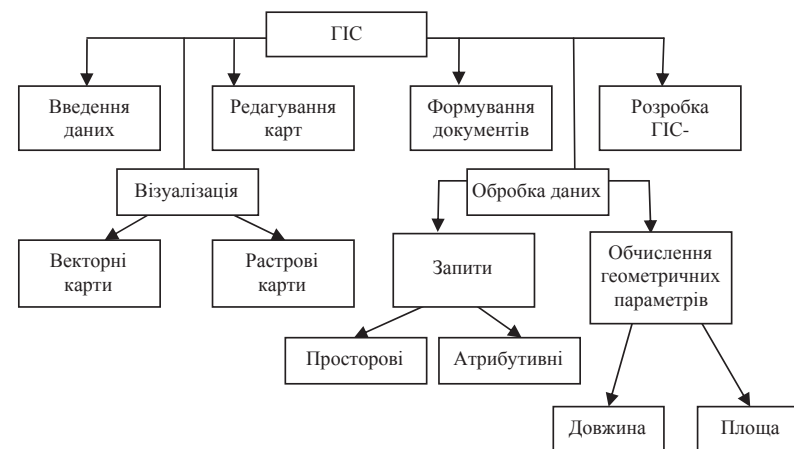 ГІС
Введення
даних
Редагування
карт
Формування
документів
Розробка
ГІС-
Візуалізація
Обробка даних
Векторні
карти
Растрові
карти
Запити
Обчислення
геометричних
параметрів
Просторові
Атрибутивні
Довжина
Площа